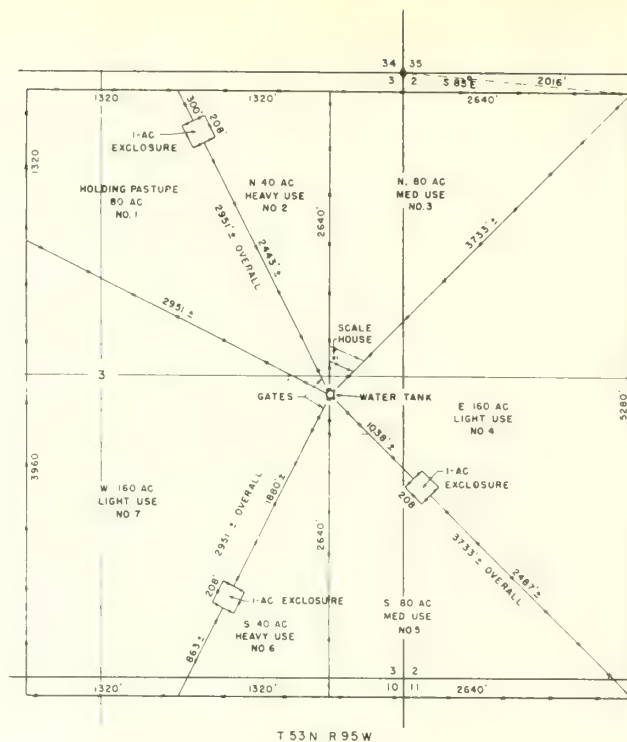 34 35
3 2
S 85 E 2016'
1320' 1320' 2640'
300'
208'
1-AC
EXCLOSURE
1320
HOLDING PASTURE
80 AC
NO. 1
N 40 AC
HEAVY USE
NO 2
N. 80 AC
MED USE
NO. 3
2951'± OVERALL
2443'±
2640'
3733'±
2951 ±
SCALE
HOUSE
3
GATES
WATER TANK
5280'
E 160 AC
LIGHT USE
NO 4
1038'±
1-AC
EXCLOSURE
208
3960
W 160 AC
LIGHT USE
NO 7
2951 ± OVERALL
1880'±
2640'
3733'± OVERALL
2487'±
208'
1-AC EXCLOSURE
S 40 AC
HEAVY USE
NO 6
S 80 AC
MED USE
NO 5
863±
3 2
10 11
1320' 1320' 2640'
T 53 N R 95 W